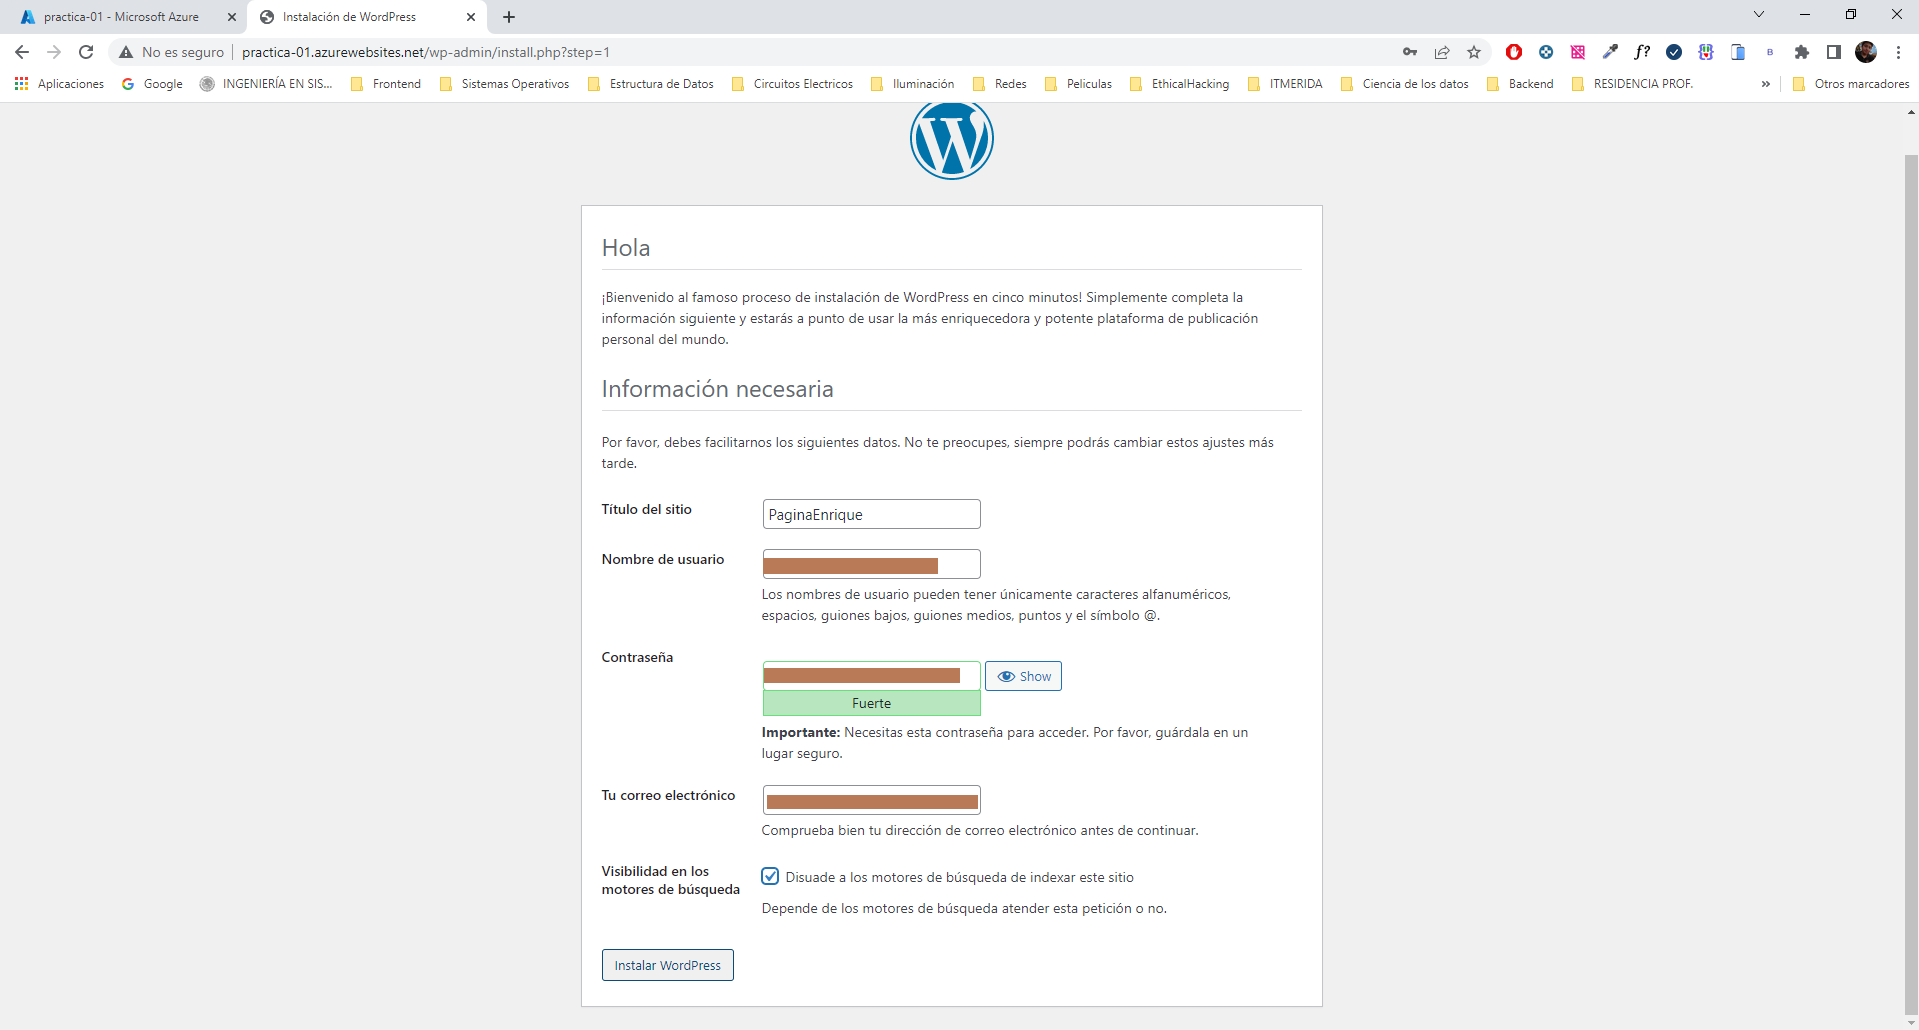 practica-01 - Microsoft Azure
Instalación de WordPress
No es seguro
practica-01.azurewebsites.net/wp-admin/install.php?step=1
f?
B
Aplicaciones
Google
INGENIERÍA EN SIS...
Frontend
Sistemas Operativos
Estructura de Datos
Circuitos Electricos
Iluminación
Redes
Peliculas
EthicalHacking
ITMERIDA
Ciencia de los datos
Backend
RESIDENCIA PROF.
»
Otros marcadores
W
Hola
¡Bienvenido al famoso proceso de instalación de WordPress en cinco minutos! Simplemente completa la
información siguiente y estarás a punto de usar la más enriquecedora y potente plataforma de publicación
personal del mundo.
Información necesaria
Por favor, debes facilitarnos los siguientes datos. No te preocupes, siempre podrás cambiar estos ajustes más
tarde.
Título del sitio
PaginaEnrique
Nombre de usuario
Los nombres de usuario pueden tener únicamente caracteres alfanuméricos,
espacios, guiones bajos, guiones medios, puntos y el símbolo @.
Contraseña
Show
Fuerte
Importante: Necesitas esta contraseña para acceder. Por favor, guárdala en un
lugar seguro.
Tu correo electrónico
Comprueba bien tu dirección de correo electrónico antes de continuar.
Visibilidad en los
motores de búsqueda
Disuade a los motores de búsqueda de indexar este sitio
Depende de los motores de búsqueda atender esta petición o no.
Instalar WordPress